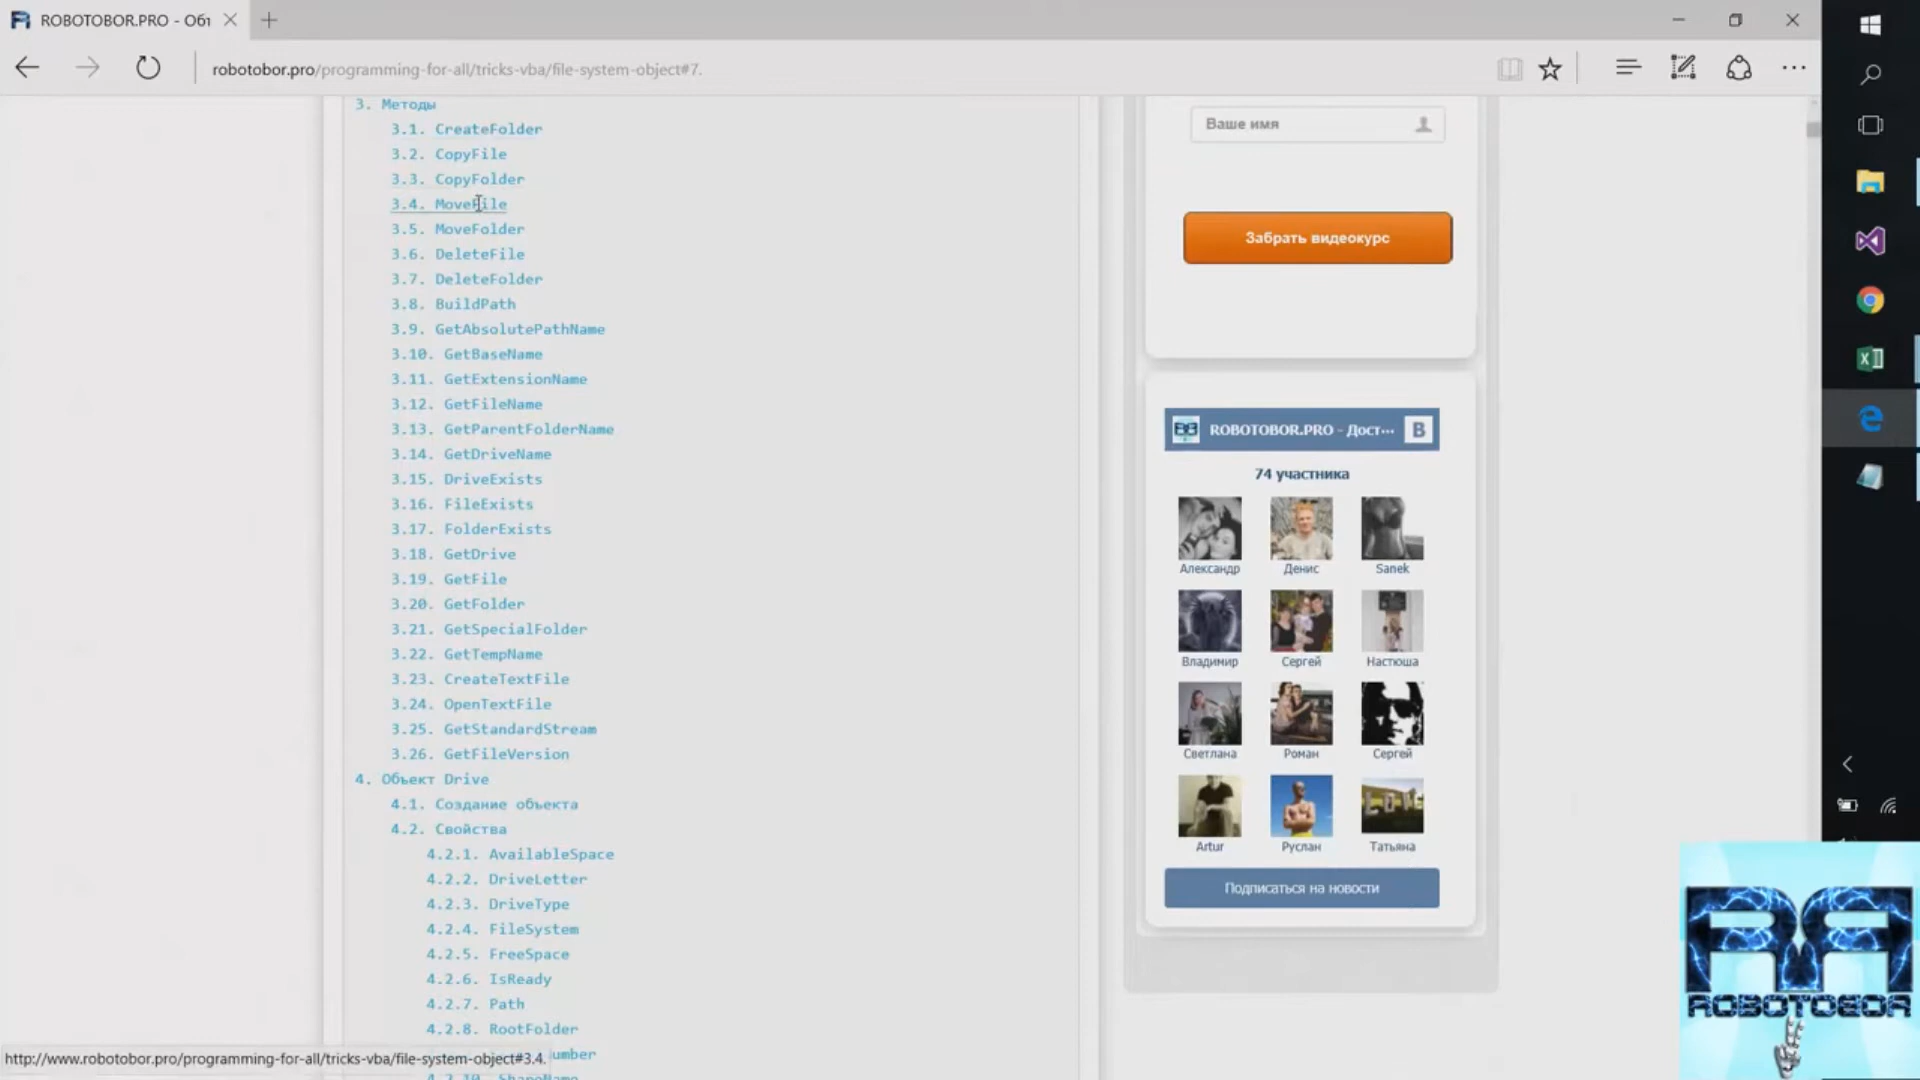 ROBOTOBOR.PRO - Объ
robotobor.pro/programming-for-all/tricks-vba/file-system-object#7.
3. Методы
3.1. CreateFolder
3.2. CopyFile
3.3. CopyFolder
3.4. MoveFile
3.5. MoveFolder
3.6. DeleteFile
3.7. DeleteFolder
3.8. BuildPath
3.9. GetAbsolutePathName
3.10. GetBaseName
3.11. GetExtensionName
3.12. GetFileName
3.13. GetParentFolderName
3.14. GetDriveName
3.15. DriveExists
3.16. FileExists
3.17. FolderExists
3.18. GetDrive
3.19. GetFile
3.20. GetFolder
3.21. GetSpecialFolder
3.22. GetTempName
3.23. CreateTextFile
3.24. OpenTextFile
3.25. GetStandardStream
3.26. GetFileVersion
4. Объект Drive
4.1. Создание объекта
4.2. Свойства
4.2.1. AvailableSpace
4.2.2. DriveLetter
4.2.3. DriveType
4.2.4. FileSystem
4.2.5. FreeSpace
4.2.6. IsReady
4.2.7. Path
4.2.8. RootFolder
umber
4.2.10. ShareName
http://www.robotobor.pro/programming-for-all/tricks-vba/file-system-object#3.4.
Ваше имя
Забрать видеокурс
ROBOTOBOR.PRO - Дост...
В
74 участника
Александр
Денис
Sanek
Владимир
Сергей
Настюша
Светлана
Роман
Сергей
Artur
Руслан
Татьяна
Подписаться на новости
ROBOTOBOR